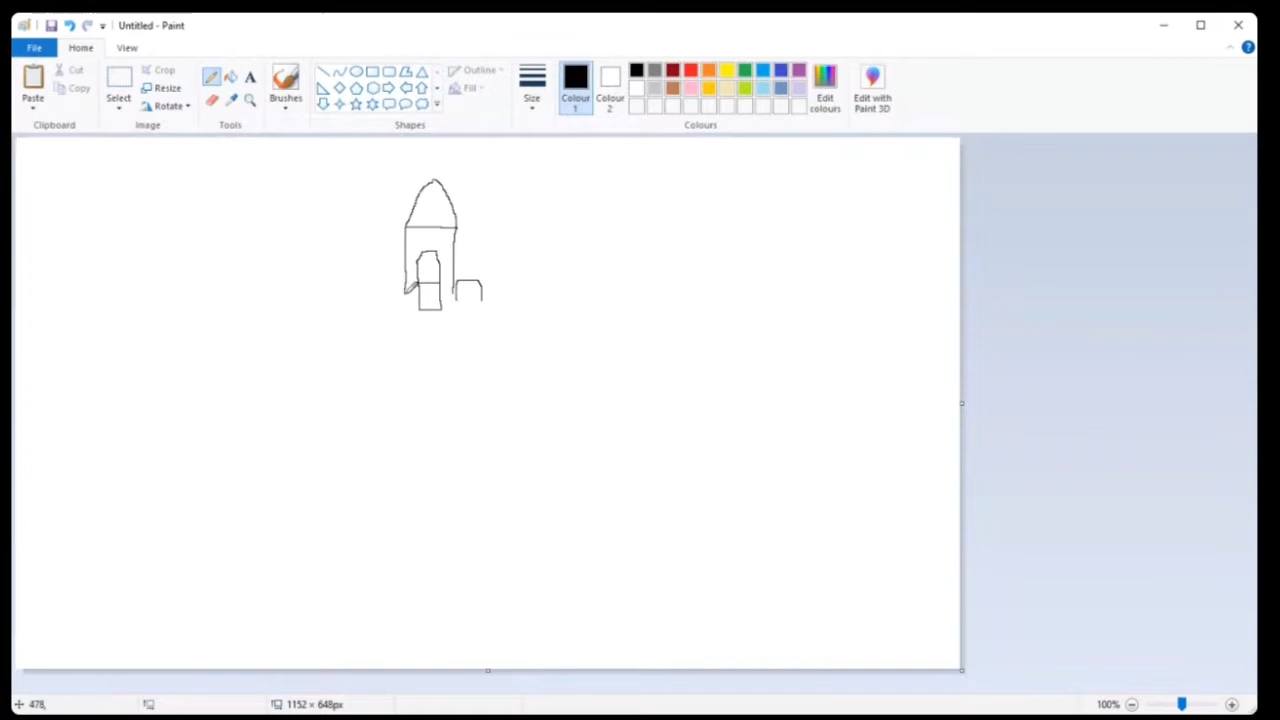 Untitled - Paint
File Home View
Paste Cut Copy Select Crop Resize Rotate Brushes Outline Fill Size Colour 1 Colour 2 Edit colours Edit with Paint 3D
A
Clipboard Image Tools Shapes Colours
478, 1152 × 648px 100%